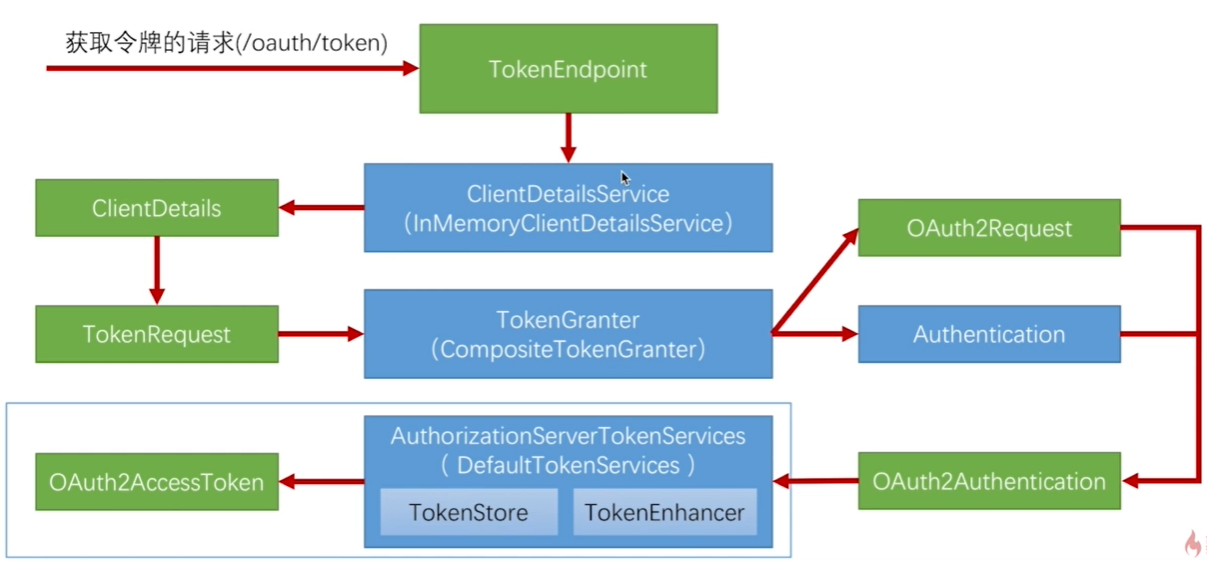 获取令牌的请求(/oauth/token)
TokenEndpoint
ClientDetailsService
（InMemoryClientDetailsService）
ClientDetails
OAuth2Request
TokenRequest
TokenGranter
（CompositeTokenGranter）
Authentication
AuthorizationServerTokenServices
（ DefaultTokenServices ）
TokenStore
TokenEnhancer
OAuth2AccessToken
OAuth2Authentication